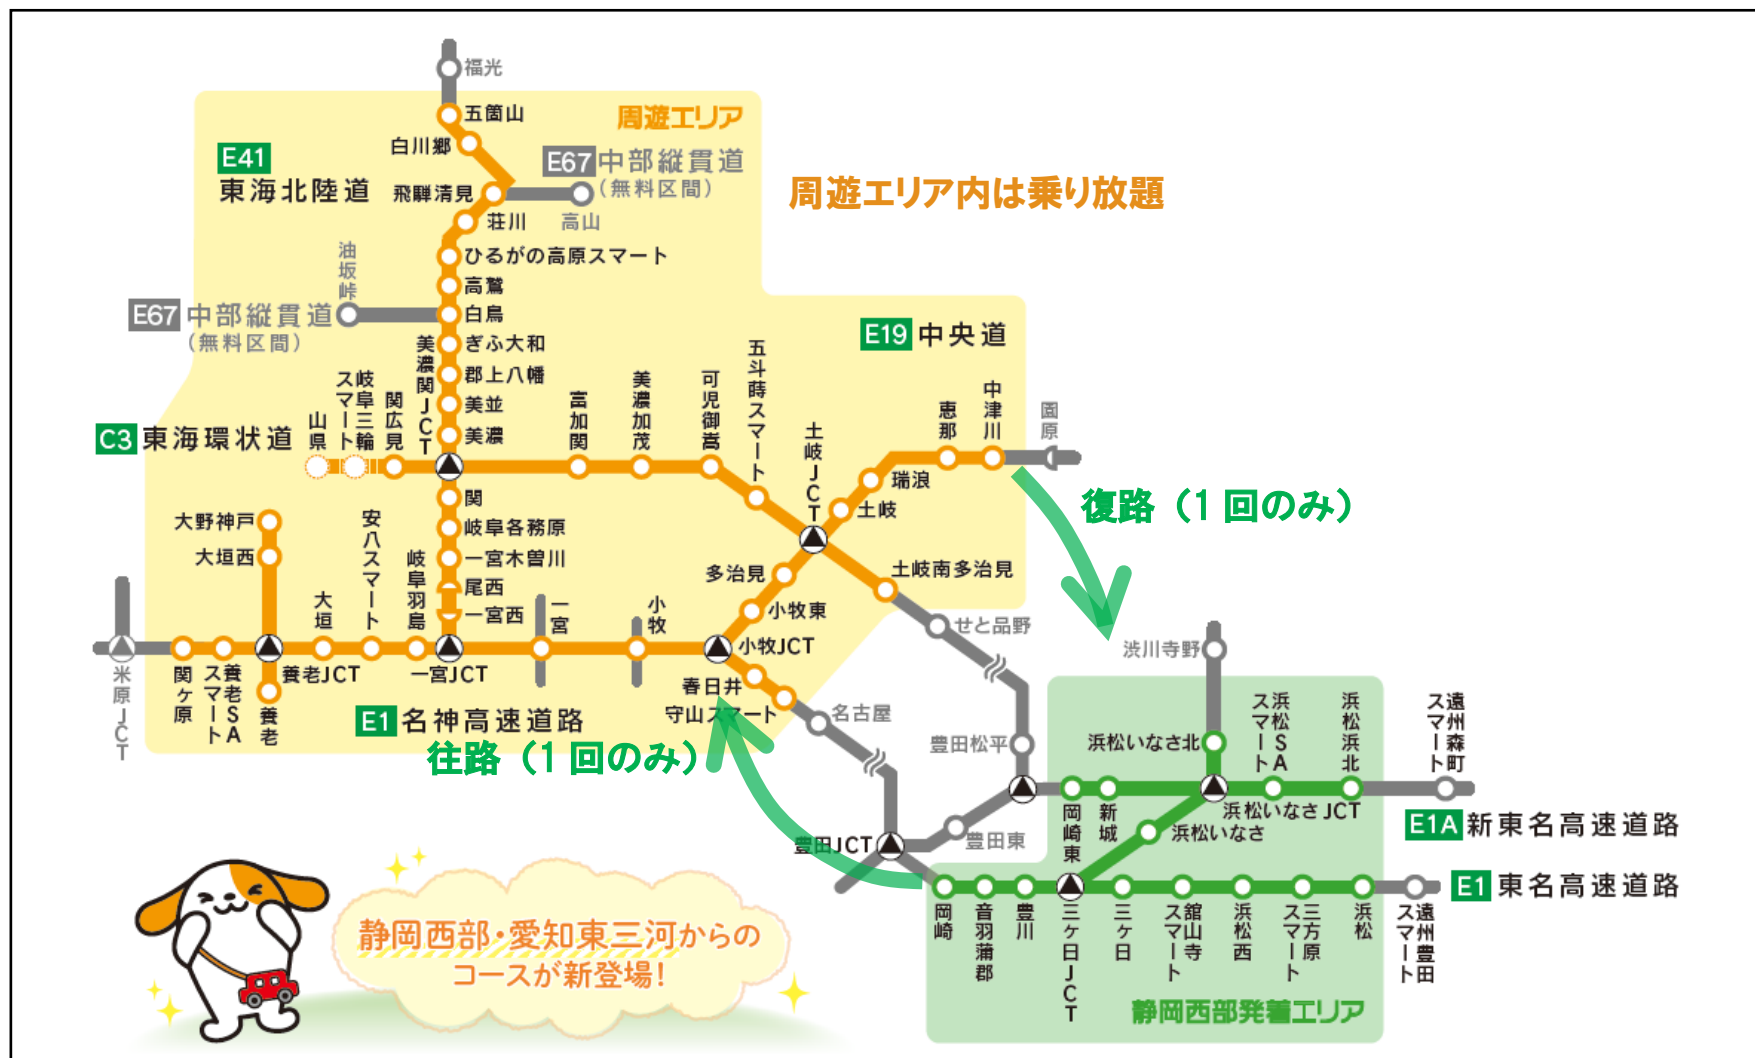 福光
五箇山
周遊エリア
白川郷
E41
東海北陸道
E67 中部縦貫道
(無料区間)
飛騨清見
高山
荘川
周遊エリア内は乗り放題
ひるがの高原スマート
油坂峠
高鷲
E67 中部縦貫道
(無料区間)
白鳥
ぎふ大和
郡上八幡
美並
美濃
美濃関JCT
C3 東海環状道
山県
岐阜三輪スマート
関広見
富加関
美濃加茂
可児御嵩
五斗蒔スマート
土岐JCT
E19 中央道
恵那
中津川
園原
瑞浪
土岐
復路(1回のみ)
関
岐阜各務原
一宮木曽川
尾西
一宮西
大野神戸
大垣西
大垣
安八スマート
岐阜羽島
一宮
小牧
多治見
小牧東
小牧JCT
土岐南多治見
せと品野
米原JCT
関ヶ原
養老SAスマート
養老
養老JCT
一宮JCT
春日井
守山スマート
名古屋
E1 名神高速道路
往路(1回のみ)
豊田松平
豊田東
豊田JCT
渋川寺野
浜松いなさ北
浜松SAスマート
浜松浜北
遠州森町スマート
岡崎東
新城
浜松いなさJCT
浜松いなさ
E1A 新東名高速道路
E1 東名高速道路
岡崎
音羽蒲郡
豊川
三ヶ日JCT
三ヶ日
舘山寺スマート
浜松西
三方原スマート
浜松
遠州豊田スマート
静岡西部発着エリア
静岡西部・愛知東三河からの
コースが新登場!